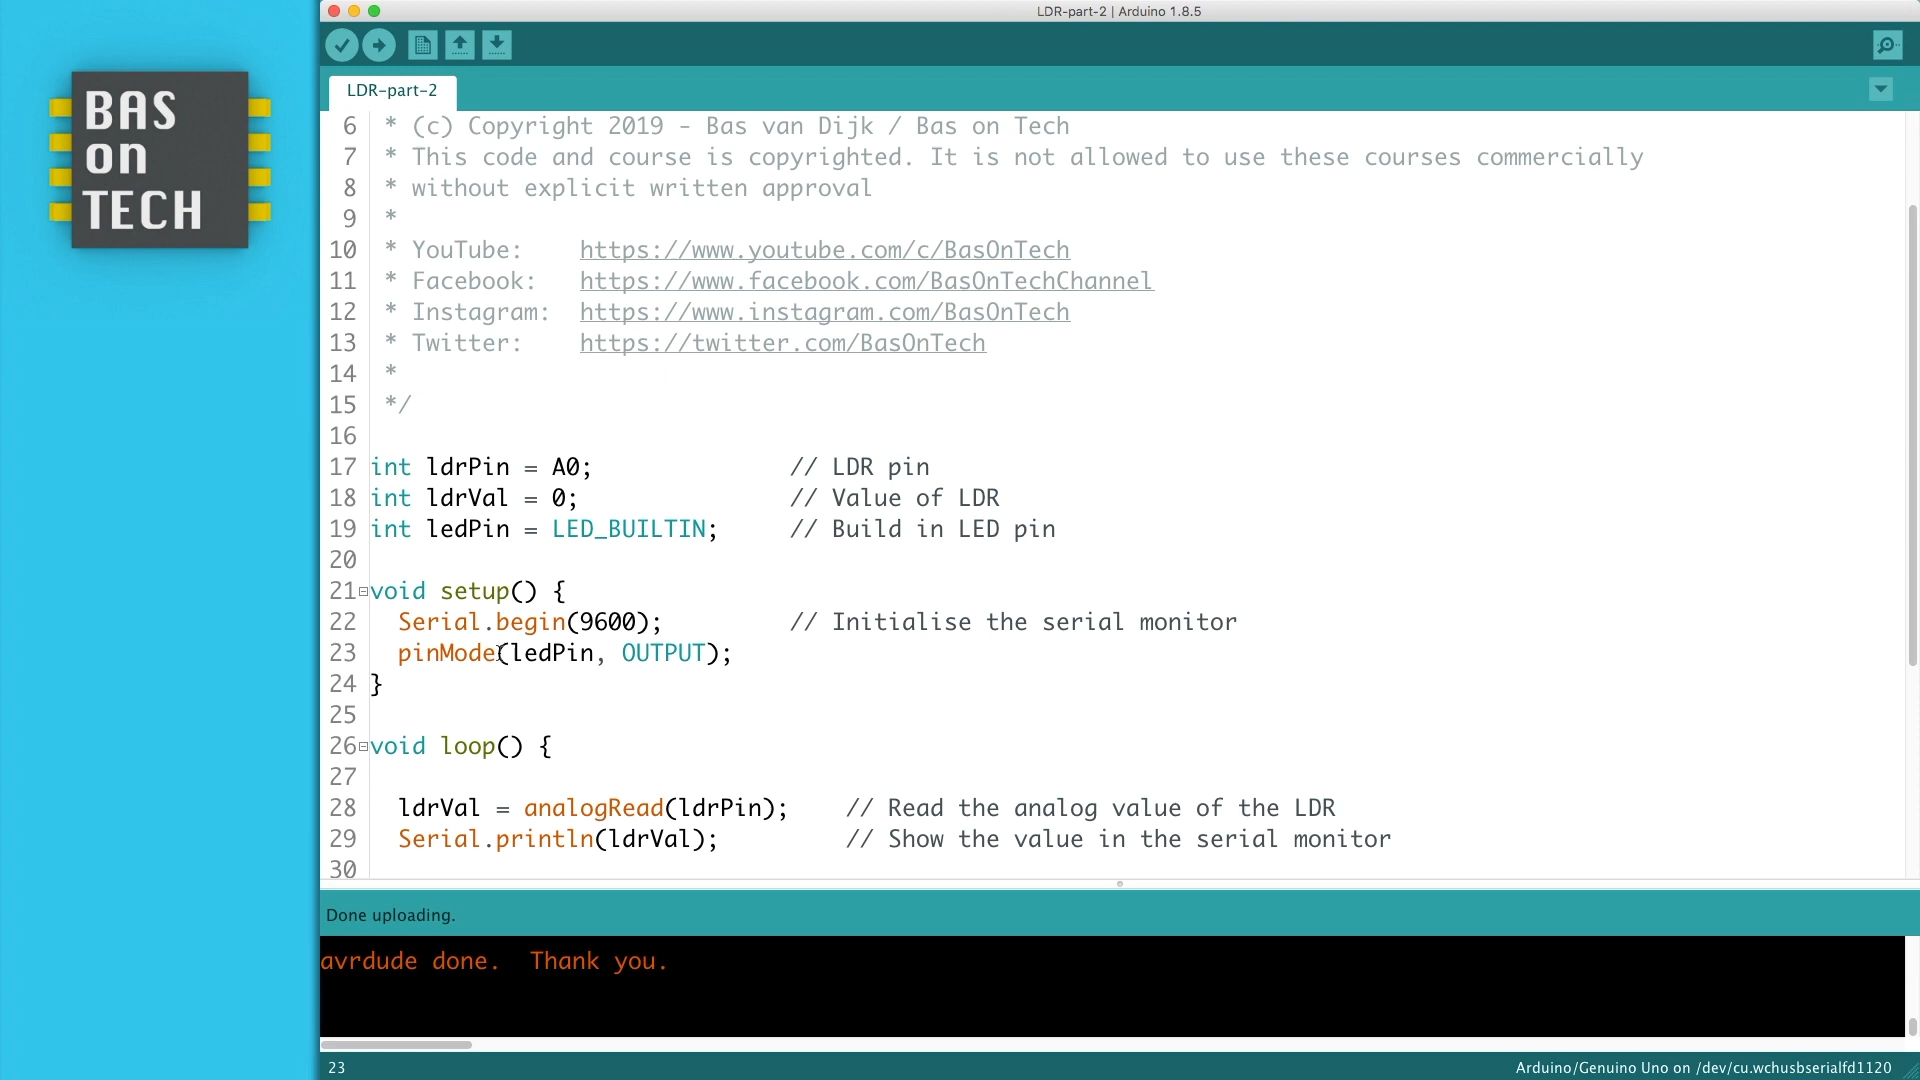 LDR-part-2 | Arduino 1.8.5
BAS
on
TECH
LDR-part-2
6 * (c) Copyright 2019 - Bas van Dijk / Bas on Tech
7 * This code and course is copyrighted. It is not allowed to use these courses commercially
8 * without explicit written approval
9 *
10 * YouTube: https://www.youtube.com/c/BasOnTech
11 * Facebook: https://www.facebook.com/BasOnTechChannel
12 * Instagram: https://www.instagram.com/BasOnTech
13 * Twitter: https://twitter.com/BasOnTech
14 *
15 */
16
17 int ldrPin = A0; // LDR pin
18 int ldrVal = 0; // Value of LDR
19 int ledPin = LED_BUILTIN; // Build in LED pin
20
21 void setup() {
22 Serial.begin(9600); // Initialise the serial monitor
23 pinMode(ledPin, OUTPUT);
24 }
25
26 void loop() {
27
28 ldrVal = analogRead(ldrPin); // Read the analog value of the LDR
29 Serial.println(ldrVal); // Show the value in the serial monitor
30
Done uploading.
avrdude done. Thank you.
23
Arduino/Genuino Uno on /dev/cu.wchusbserialfd1120